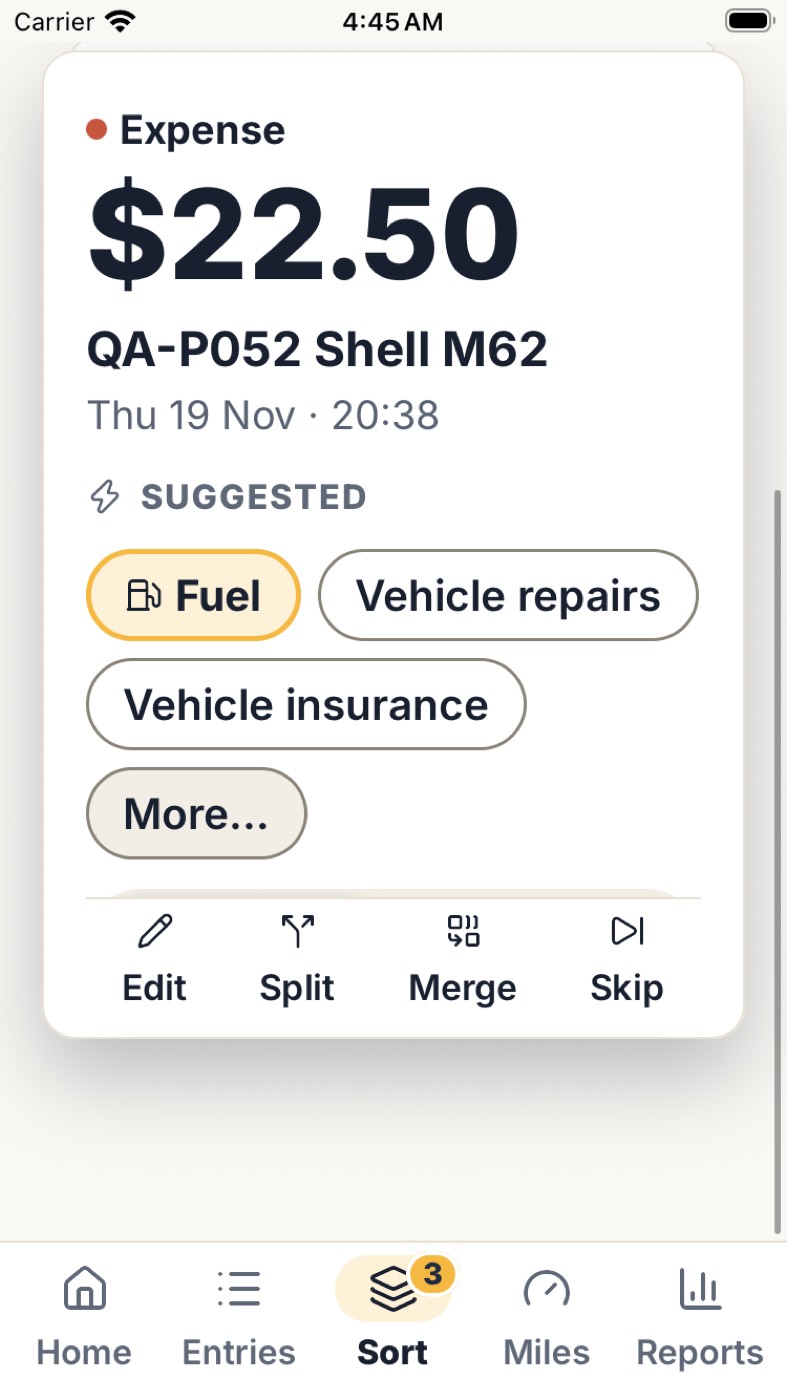 Carrier 4:45 AM
Expense
$22.50
QA-P052 Shell M62
Thu 19 Nov · 20:38
SUGGESTED
Fuel Vehicle repairs
Vehicle insurance
More...
Edit Split Merge Skip
3
Home Entries Sort Miles Reports